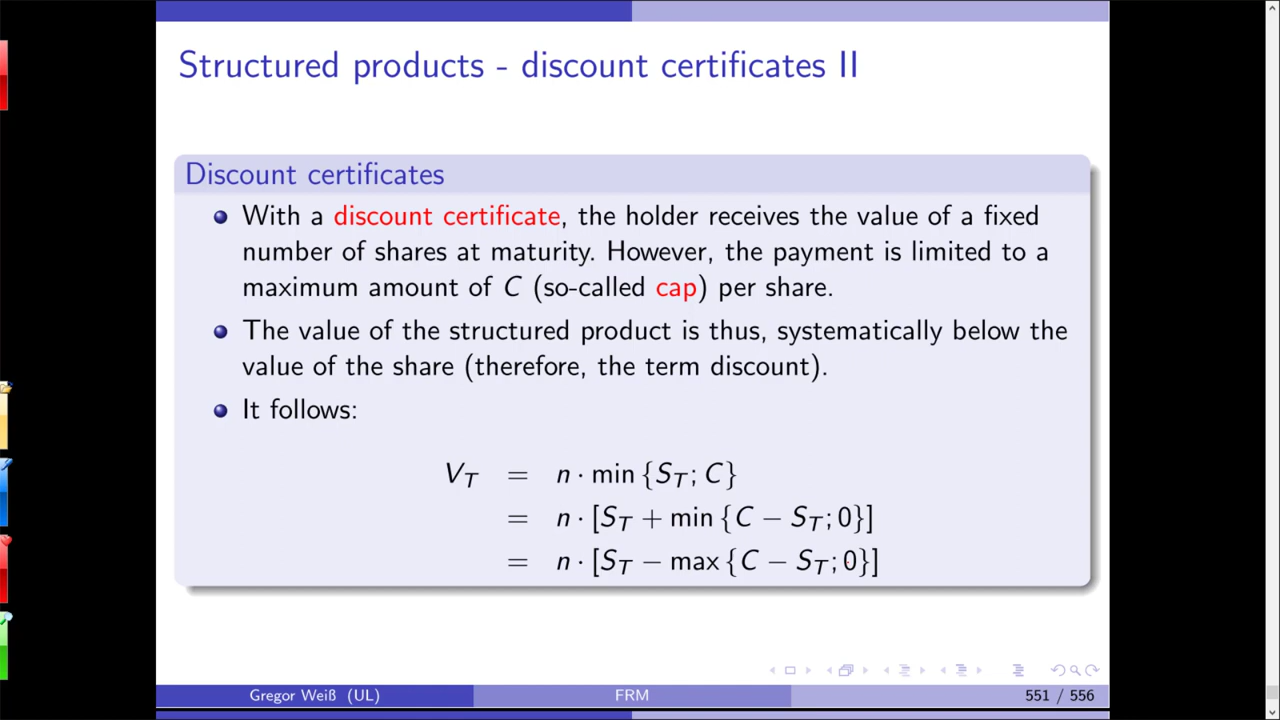 Structured products - discount certificates II
Discount certificates
With a discount certificate, the holder receives the value of a fixed
number of shares at maturity. However, the payment is limited to a
maximum amount of C (so-called cap) per share.
The value of the structured product is thus, systematically below the
value of the share (therefore, the term discount).
It follows:
V_T = n · min {S_T; C}
= n · [S_T + min {C − S_T; 0}]
= n · [S_T − max {C − S_T; 0}]
Gregor Weiß (UL) FRM 551 / 556